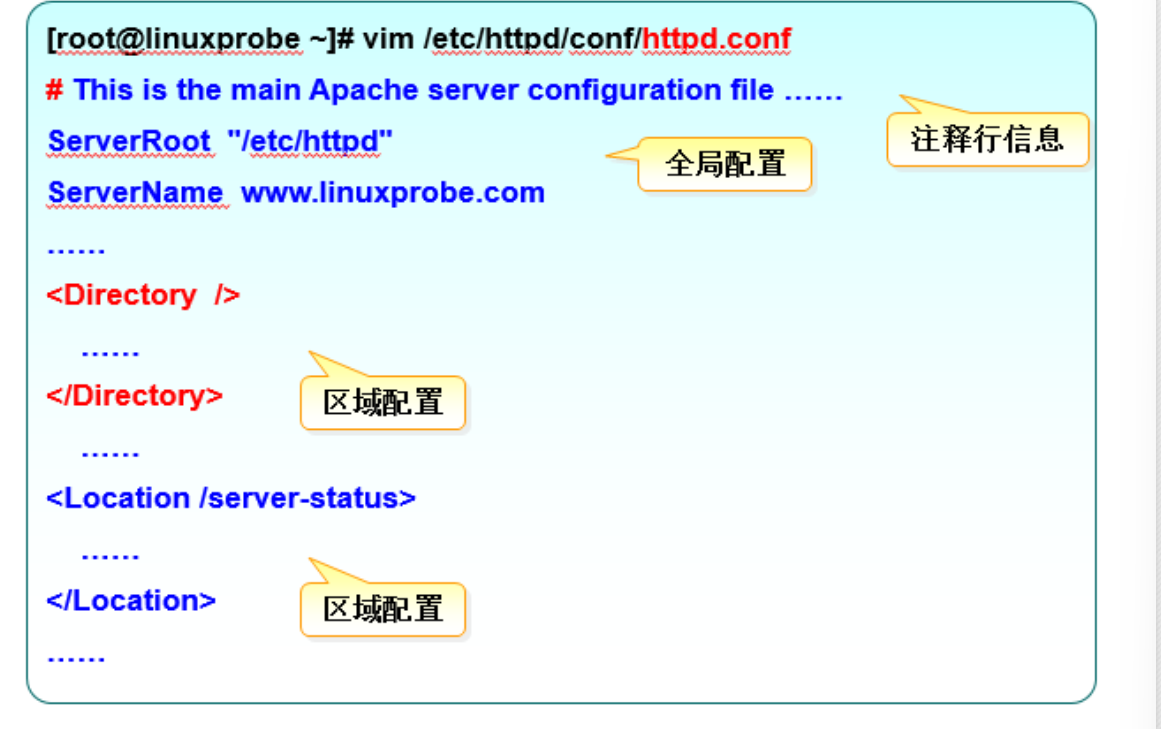 [root@linuxprobe ~]# vim /etc/httpd/conf/httpd.conf
# This is the main Apache server configuration file ……
注释行信息
ServerRoot "/etc/httpd"
全局配置
ServerName www.linuxprobe.com
……
<Directory />
……
</Directory>
区域配置
……
<Location /server-status>
……
</Location>
区域配置
……